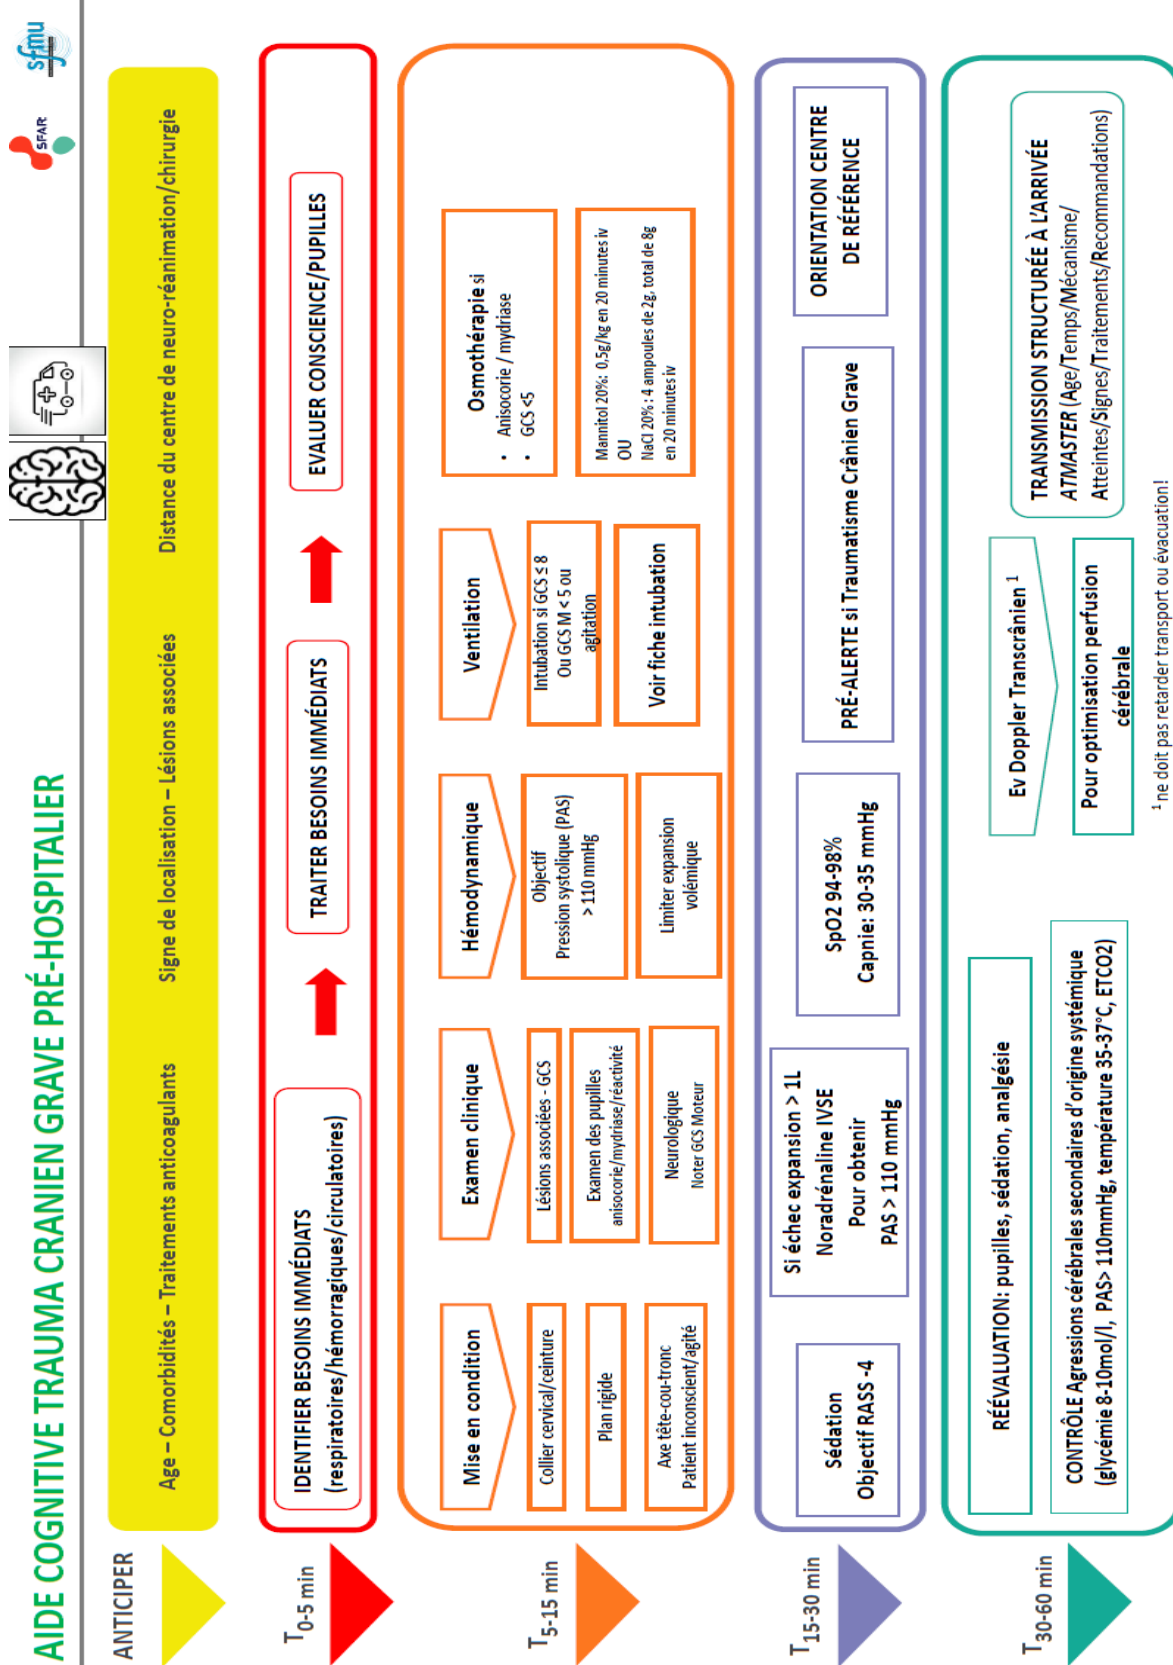 AIDE COGNITIVE TRAUMA CRANIEN GRAVE PRÉ-HOSPITALIER
SFAR
sfmu
ANTICIPER
Age – Comorbidités – Traitements anticoagulants
Signe de localisation – Lésions associées
Distance du centre de neuro-réanimation/chirurgie
T0-5 min
IDENTIFIER BESOINS IMMÉDIATS
(respiratoires/hémorragiques/circulatoires)
TRAITER BESOINS IMMÉDIATS
EVALUER CONSCIENCE/PUPILLES
T5-15 min
Mise en condition
Collier cervical/ceinture
Plan rigide
Axe tête-cou-tronc
Patient inconscient/agité
Examen clinique
Lésions associées - GCS
Examen des pupilles
anisocorie/mydriase/réactivité
Neurologique
Noter GCS Moteur
Hémodynamique
Objectif
Pression systolique (PAS)
> 110 mmHg
Limiter expansion
volémique
Ventilation
Intubation si GCS ≤ 8
Ou GCS M < 5 ou
agitation
Voir fiche intubation
Osmothérapie si
• Anisocorie / mydriase
• GCS <5
Mannitol 20%: 0,5g/kg en 20 minutes iv
OU
NaCl 20% : 4 ampoules de 2g, total de 8g
en 20 minutes iv
T15-30 min
Sédation
Objectif RASS -4
Si échec expansion > 1L
Noradrénaline IVSE
Pour obtenir
PAS > 110 mmHg
SpO2 94-98%
Capnie: 30-35 mmHg
PRÉ-ALERTE si Traumatisme Crânien Grave
ORIENTATION CENTRE
DE RÉFÉRENCE
T30-60 min
RÉÉVALUATION: pupilles, sédation, analgésie
CONTRÔLE Agressions cérébrales secondaires d'origine systémique
(glycémie 8-10mol/l, PAS> 110mmHg, température 35-37°C, ETCO2)
Ev Doppler Transcrânien 1
Pour optimisation perfusion
cérébrale
TRANSMISSION STRUCTURÉE À L'ARRIVÉE
ATMASTER (Age/Temps/Mécanisme/
Atteintes/Signes/Traitements/Recommandations)
1 ne doit pas retarder transport ou évacuation!